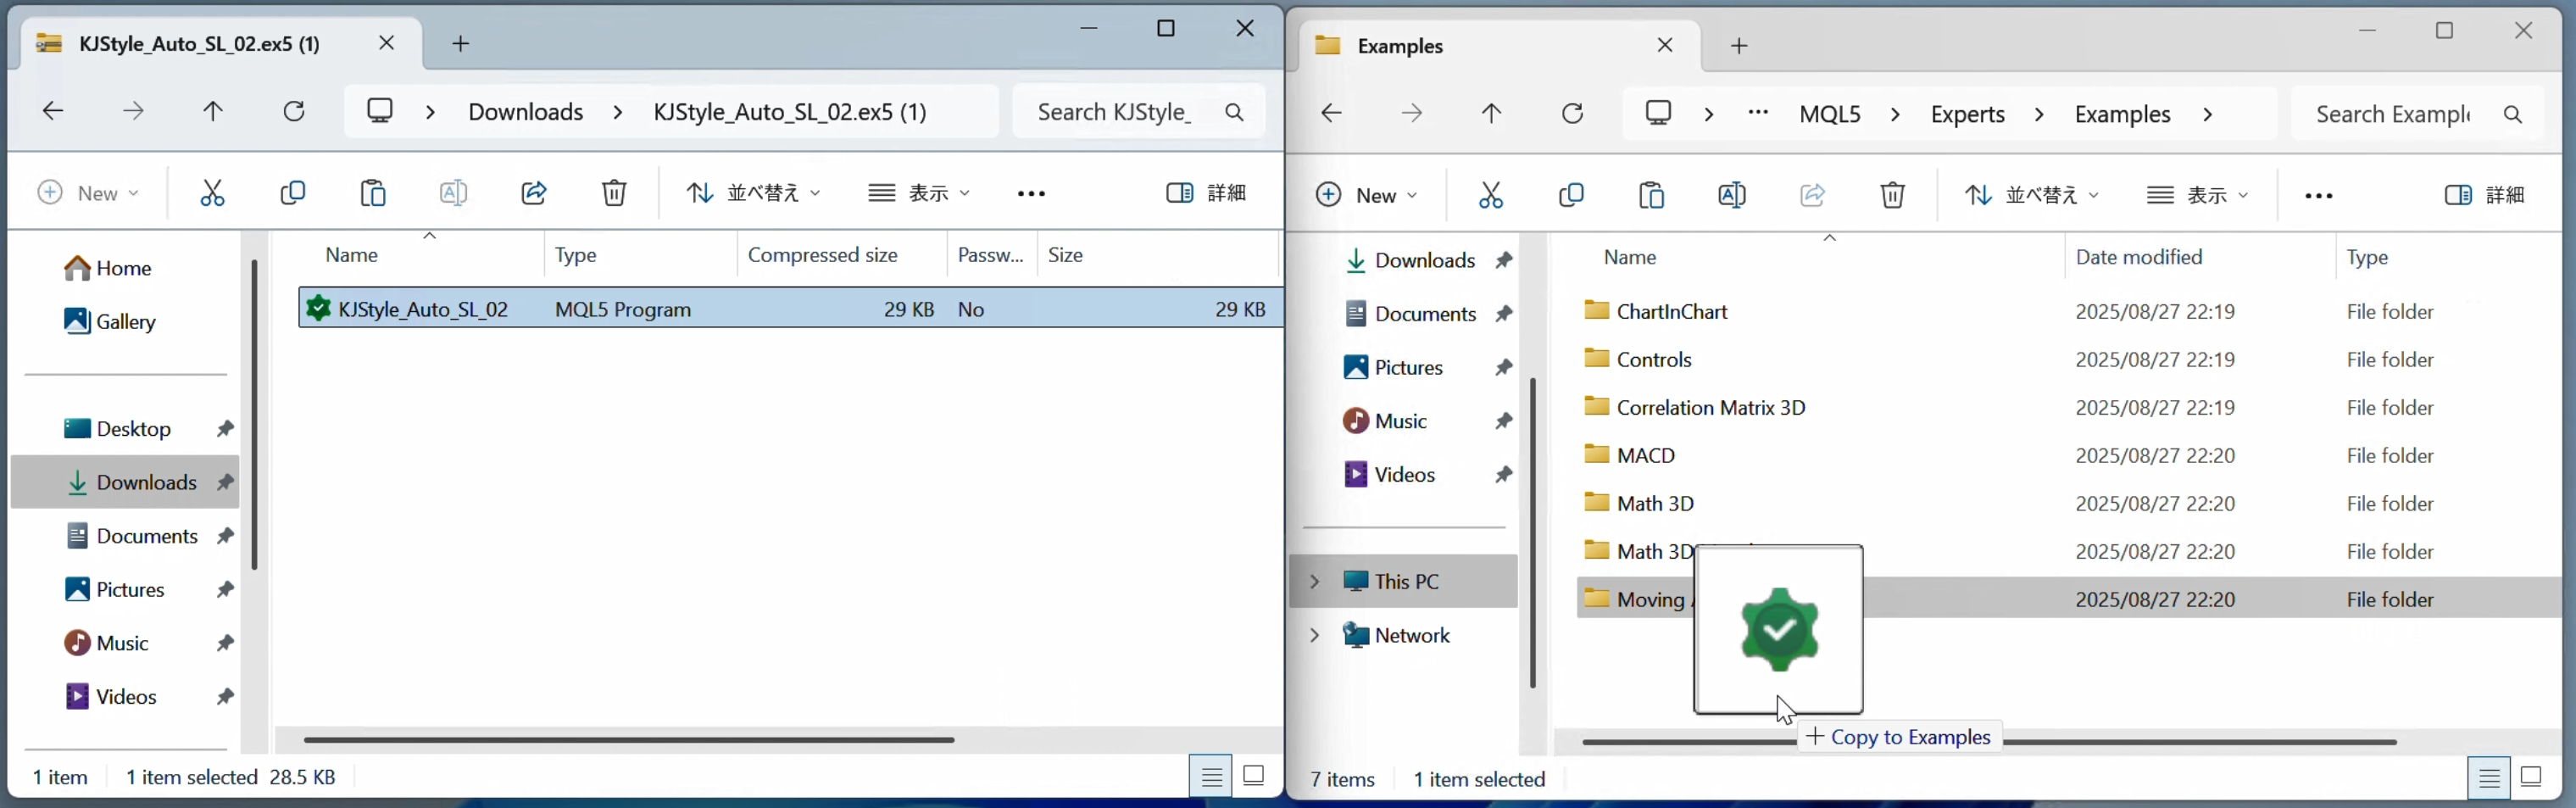 KJStyle_Auto_SL_02.ex5 (1)
Downloads
KJStyle_Auto_SL_02.ex5 (1)
Search KJStyle_
New
並べ替え
表示
詳細
Home
Gallery
Desktop
Downloads
Documents
Pictures
Music
Videos
Name Type Compressed size Passw... Size
KJStyle_Auto_SL_02 MQL5 Program 29 KB No 29 KB
1 item 1 item selected 28.5 KB
Examples
MQL5 Experts Examples
Search Exampl
New
並べ替え
表示
詳細
Downloads
Documents
Pictures
Music
Videos
This PC
Network
Name Date modified Type
ChartInChart 2025/08/27 22:19 File folder
Controls 2025/08/27 22:19 File folder
Correlation Matrix 3D 2025/08/27 22:19 File folder
MACD 2025/08/27 22:20 File folder
Math 3D 2025/08/27 22:20 File folder
Math 3D 2025/08/27 22:20 File folder
Moving 2025/08/27 22:20 File folder
+ Copy to Examples
7 items 1 item selected